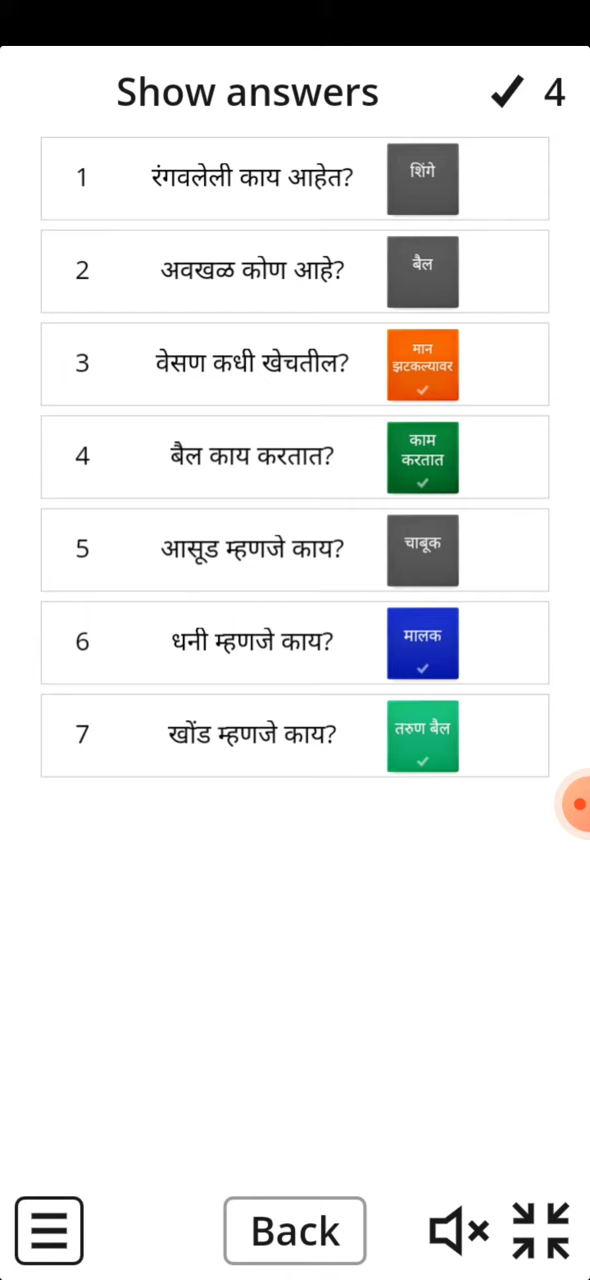 Show answers ✓ 4
1 रंगवलेली काय आहेत? शिंगे
2 अवखळ कोण आहे? बैल
3 वेसण कधी खेचतील? मान
झटकल्यावर
4 बैल काय करतात? काम
करतात
5 आसूड म्हणजे काय? चाबूक
6 धनी म्हणजे काय? मालक
7 खोंड म्हणजे काय? तरुण बैल
Back